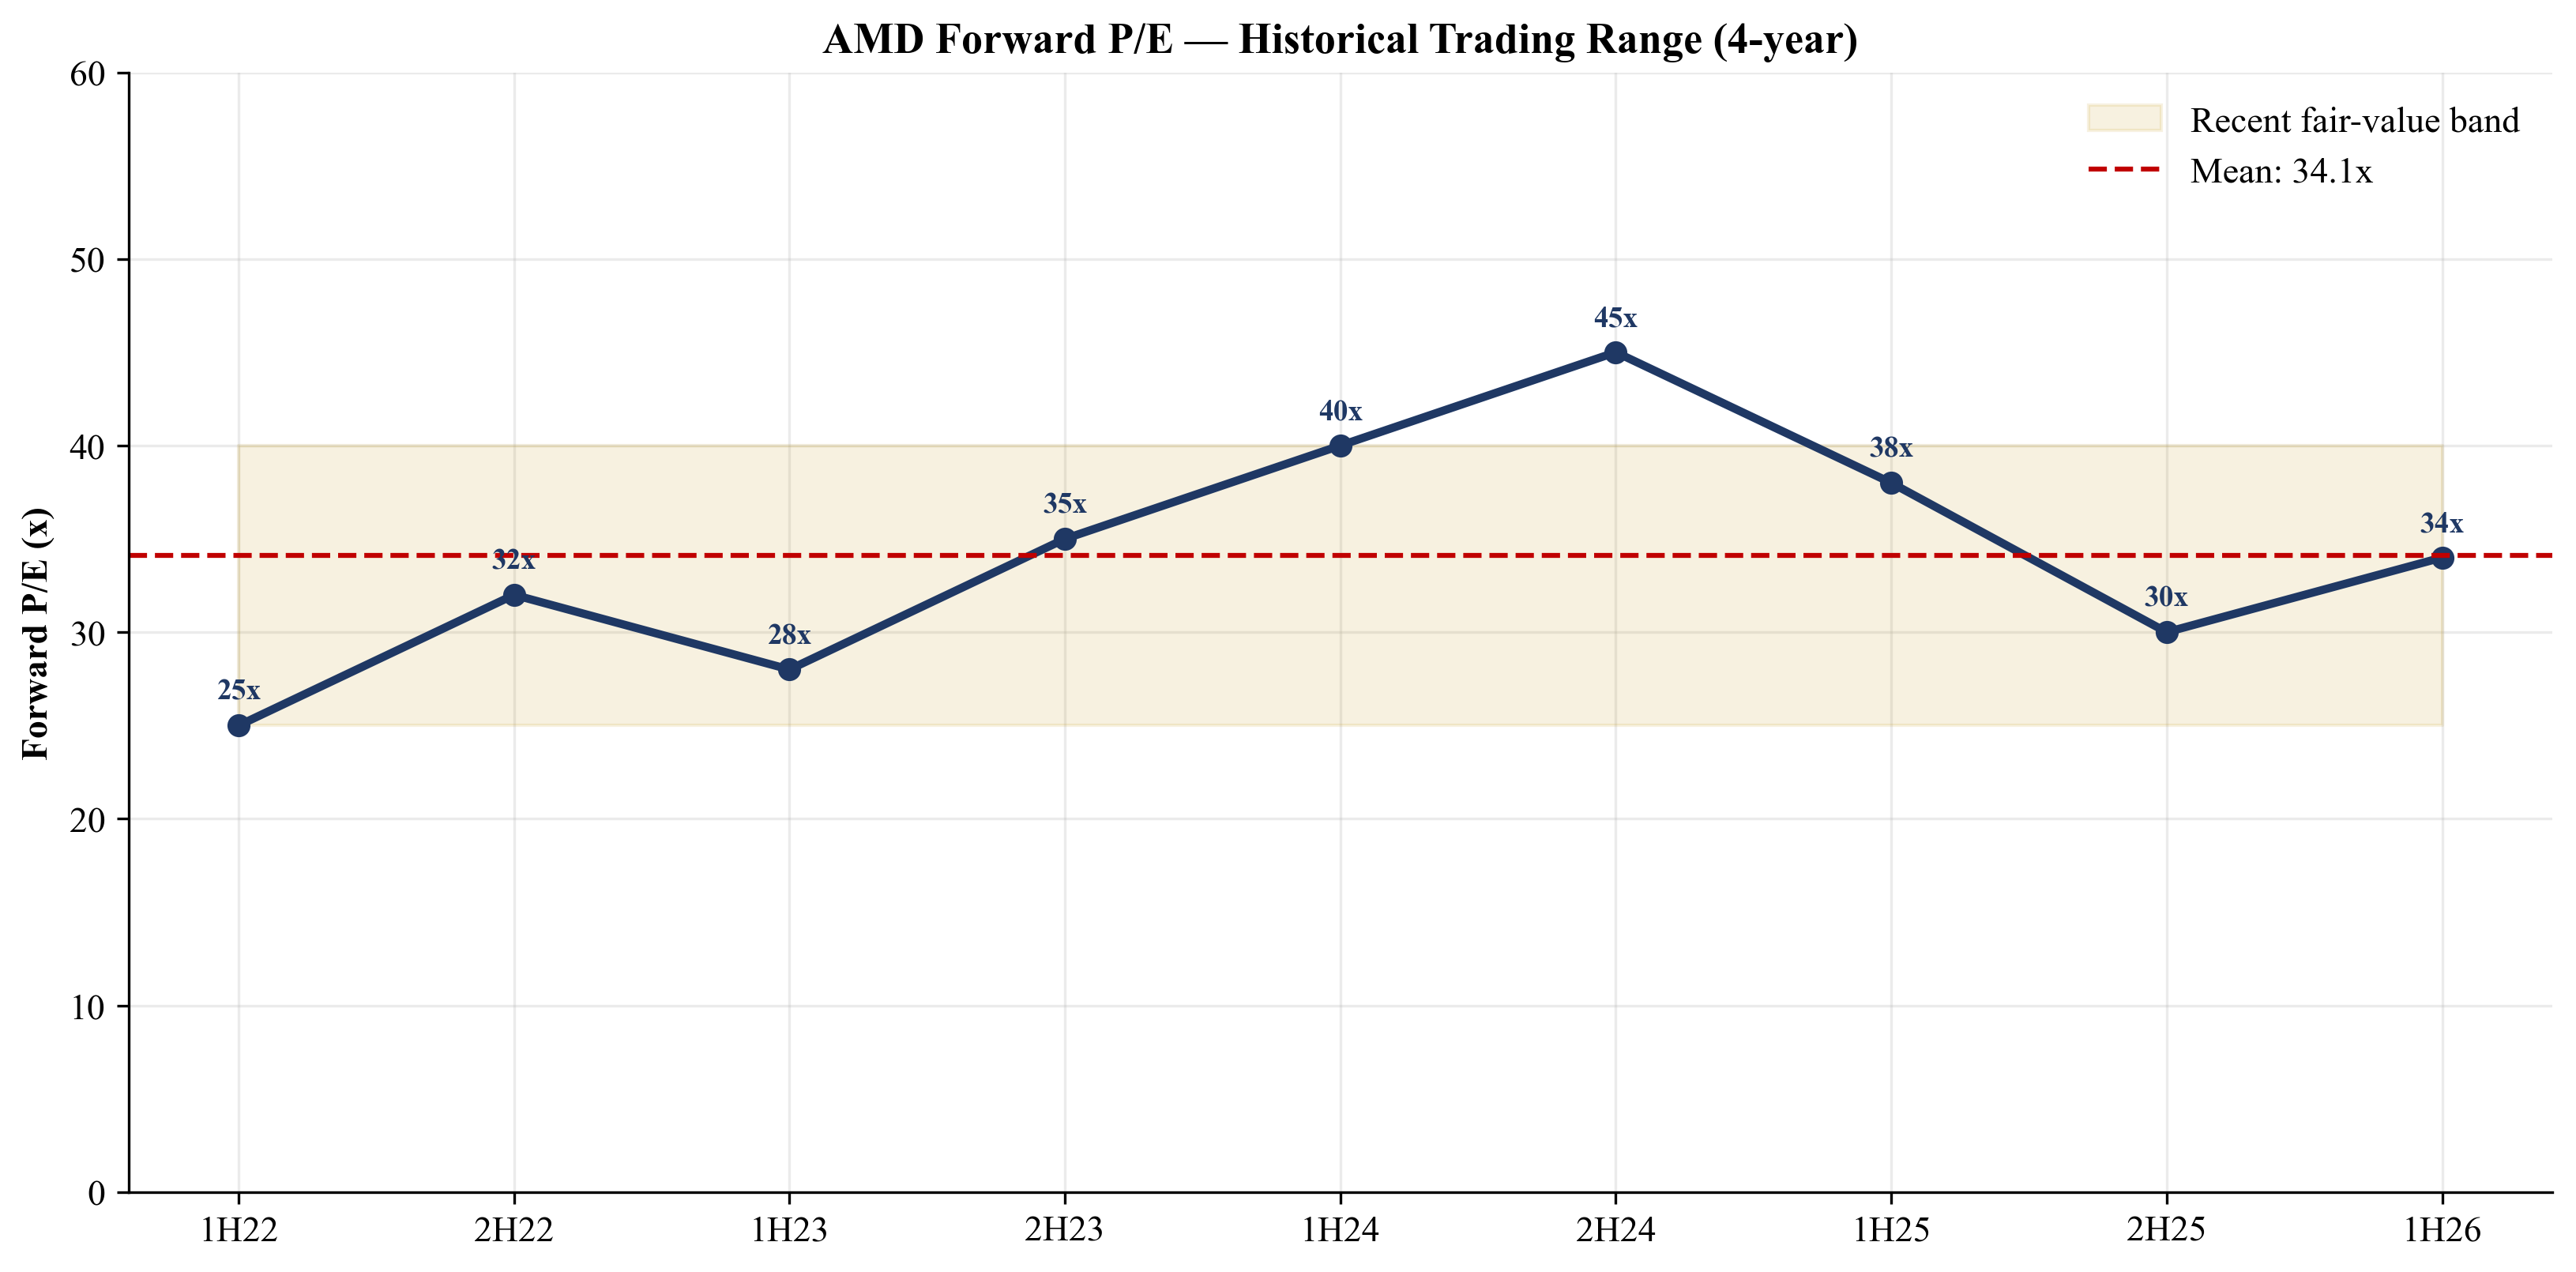 AMD Forward P/E — Historical Trading Range (4-year)
Recent fair-value band
Mean: 34.1x
Forward P/E (x)
60
50
40
30
20
10
0
25x
32x
28x
35x
40x
45x
38x
30x
34x
1H22
2H22
1H23
2H23
1H24
2H24
1H25
2H25
1H26